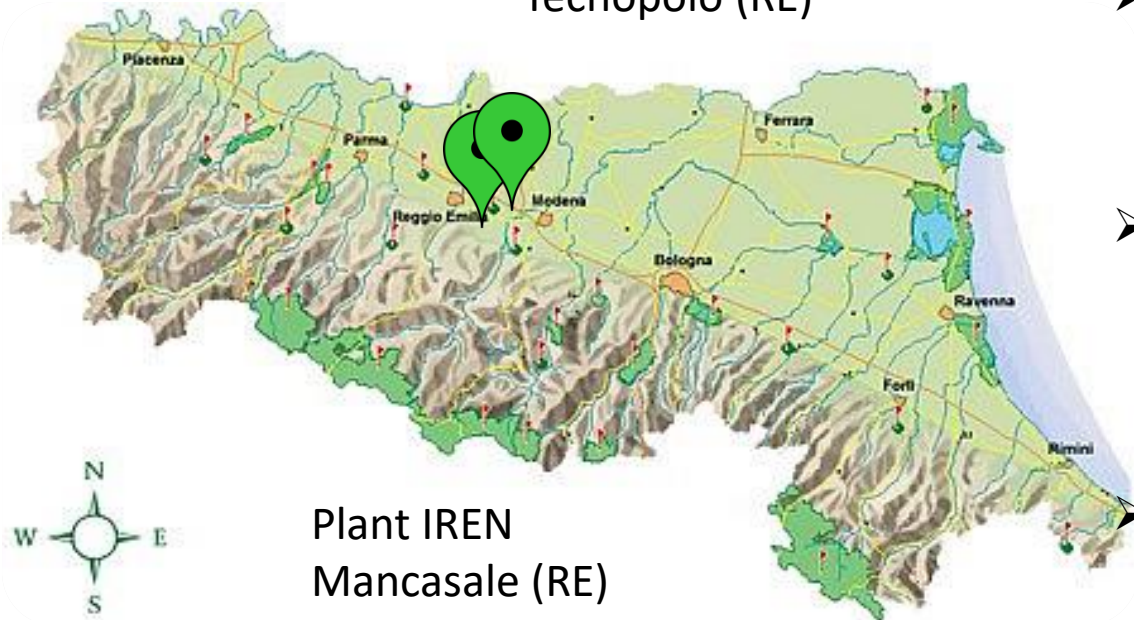 Tecnopolo (RE)
Piacenza
Parma
Ferrara
Reggio Emilia
Modena
Bologna
Ravenna
Forlì
Rimini
N
W E
S
Plant IREN
Mancasale (RE)